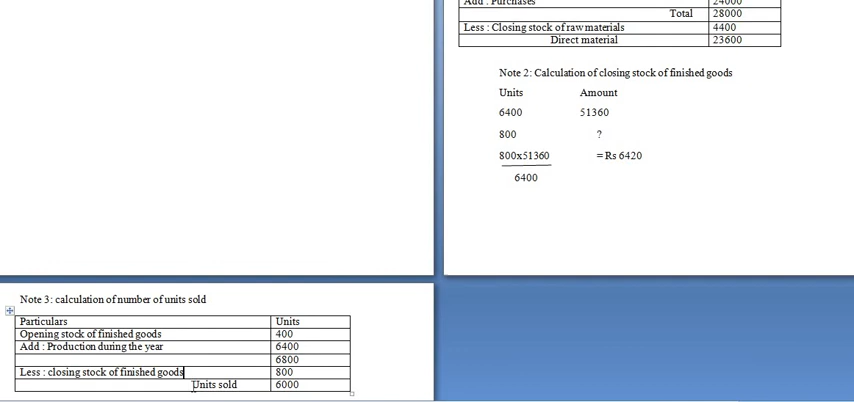 Add : Purchases 24000
Total 28000
Less : Closing stock of raw materials 4400
Direct material 23600
Note 2: Calculation of closing stock of finished goods
Units Amount
6400 51360
800 ?
800x51360 = Rs 6420
6400
Note 3: calculation of number of units sold
Particulars Units
Opening stock of finished goods 400
Add : Production during the year 6400
6800
Less : closing stock of finished goods 800
Units sold 6000